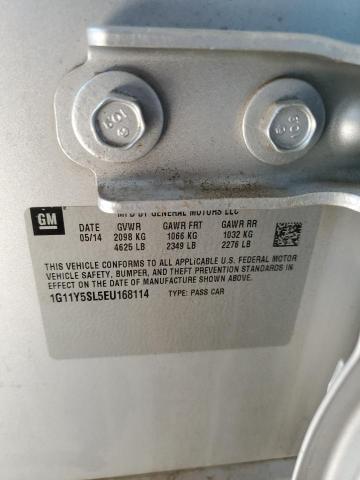 GM
MFD BY GENERAL MOTORS LLC
DATE GVWR GAWR FRT GAWR RR
05/14 2098 KG 1066 KG 1032 KG
4625 LB 2349 LB 2276 LB
THIS VEHICLE CONFORMS TO ALL APPLICABLE U.S. FEDERAL MOTOR
VEHICLE SAFETY, BUMPER, AND THEFT PREVENTION STANDARDS IN
EFFECT ON THE DATE OF MANUFACTURE SHOWN ABOVE.
1G11Y5SL5EU168114 TYPE: PASS CAR